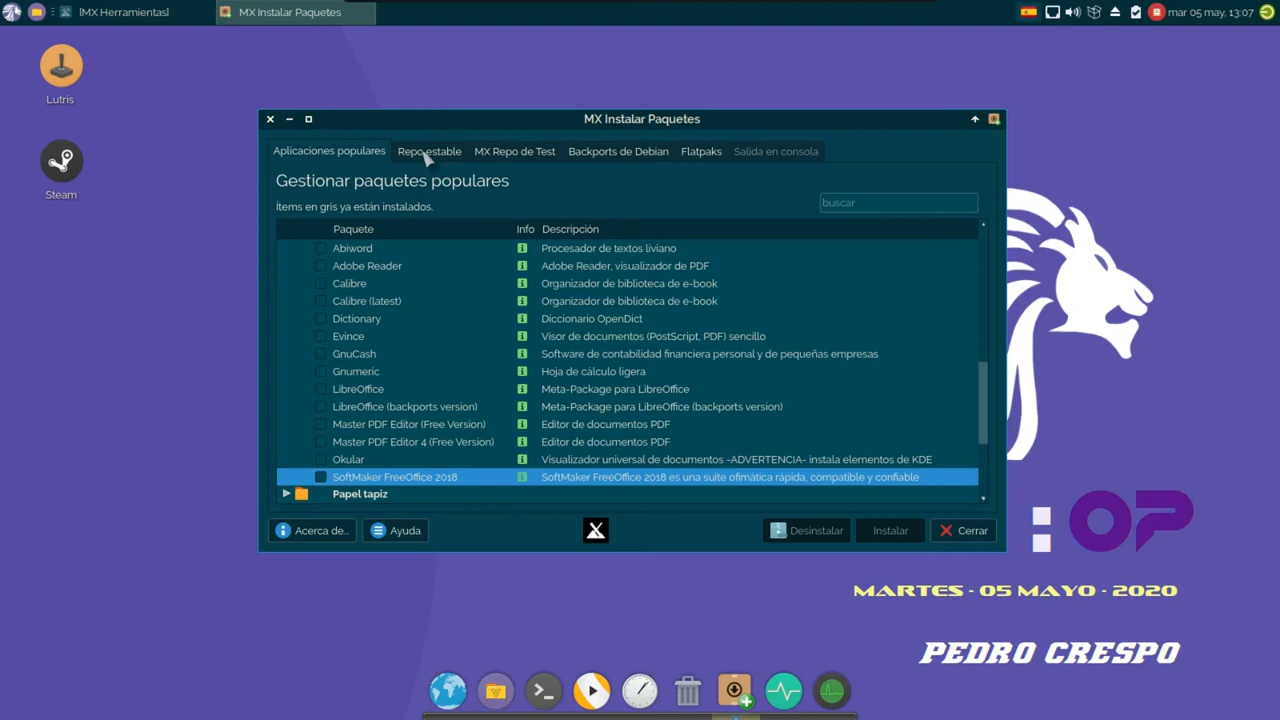 [MX Herramientas]
MX Instalar Paquetes
mar 05 may, 13:07
Lutris
Steam
MX Instalar Paquetes
Aplicaciones populares
Repo estable
MX Repo de Test
Backports de Debian
Flatpaks
Salida en consola
Gestionar paquetes populares
Ítems en gris ya están instalados.
buscar
Paquete Info Descripción
Abiword Procesador de textos liviano
Adobe Reader Adobe Reader, visualizador de PDF
Calibre Organizador de biblioteca de e-book
Calibre (latest) Organizador de biblioteca de e-book
Dictionary Diccionario OpenDict
Evince Visor de documentos (PostScript, PDF) sencillo
GnuCash Software de contabilidad financiera personal y de pequeñas empresas
Gnumeric Hoja de cálculo ligera
LibreOffice Meta-Package para LibreOffice
LibreOffice (backports version) Meta-Package para LibreOffice (backports version)
Master PDF Editor (Free Version) Editor de documentos PDF
Master PDF Editor 4 (Free Version) Editor de documentos PDF
Okular Visualizador universal de documentos -ADVERTENCIA- instala elementos de KDE
SoftMaker FreeOffice 2018 SoftMaker FreeOffice 2018 es una suite ofimática rápida, compatible y confiable
Papel tapiz
Acerca de...
Ayuda
Desinstalar
Instalar
Cerrar
:OP
MARTES - 05 MAYO - 2020
PEDRO CRESPO